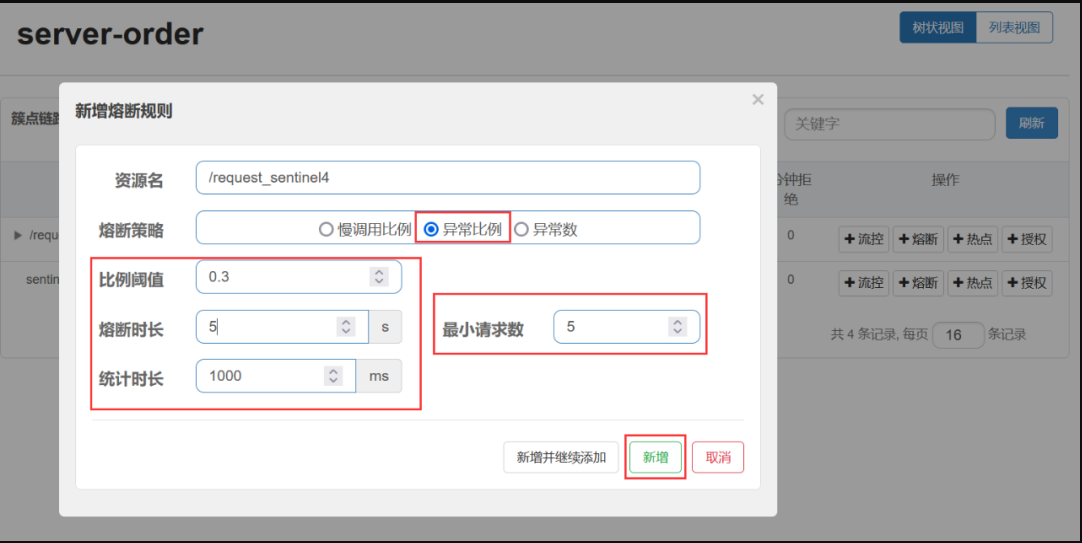 server-order
树状视图 列表视图
簇点链路
新增熔断规则 ×
关键字 刷新
资源名 /request_sentinel4
分钟拒绝 操作
熔断策略 慢调用比例 异常比例 异常数
/requ 0 +流控 +熔断 +热点 +授权
比例阈值 0.3
sentin 0 +流控 +熔断 +热点 +授权
熔断时长 5 s 最小请求数 5
共 4 条记录, 每页 16 条记录
统计时长 1000 ms
新增并继续添加 新增 取消